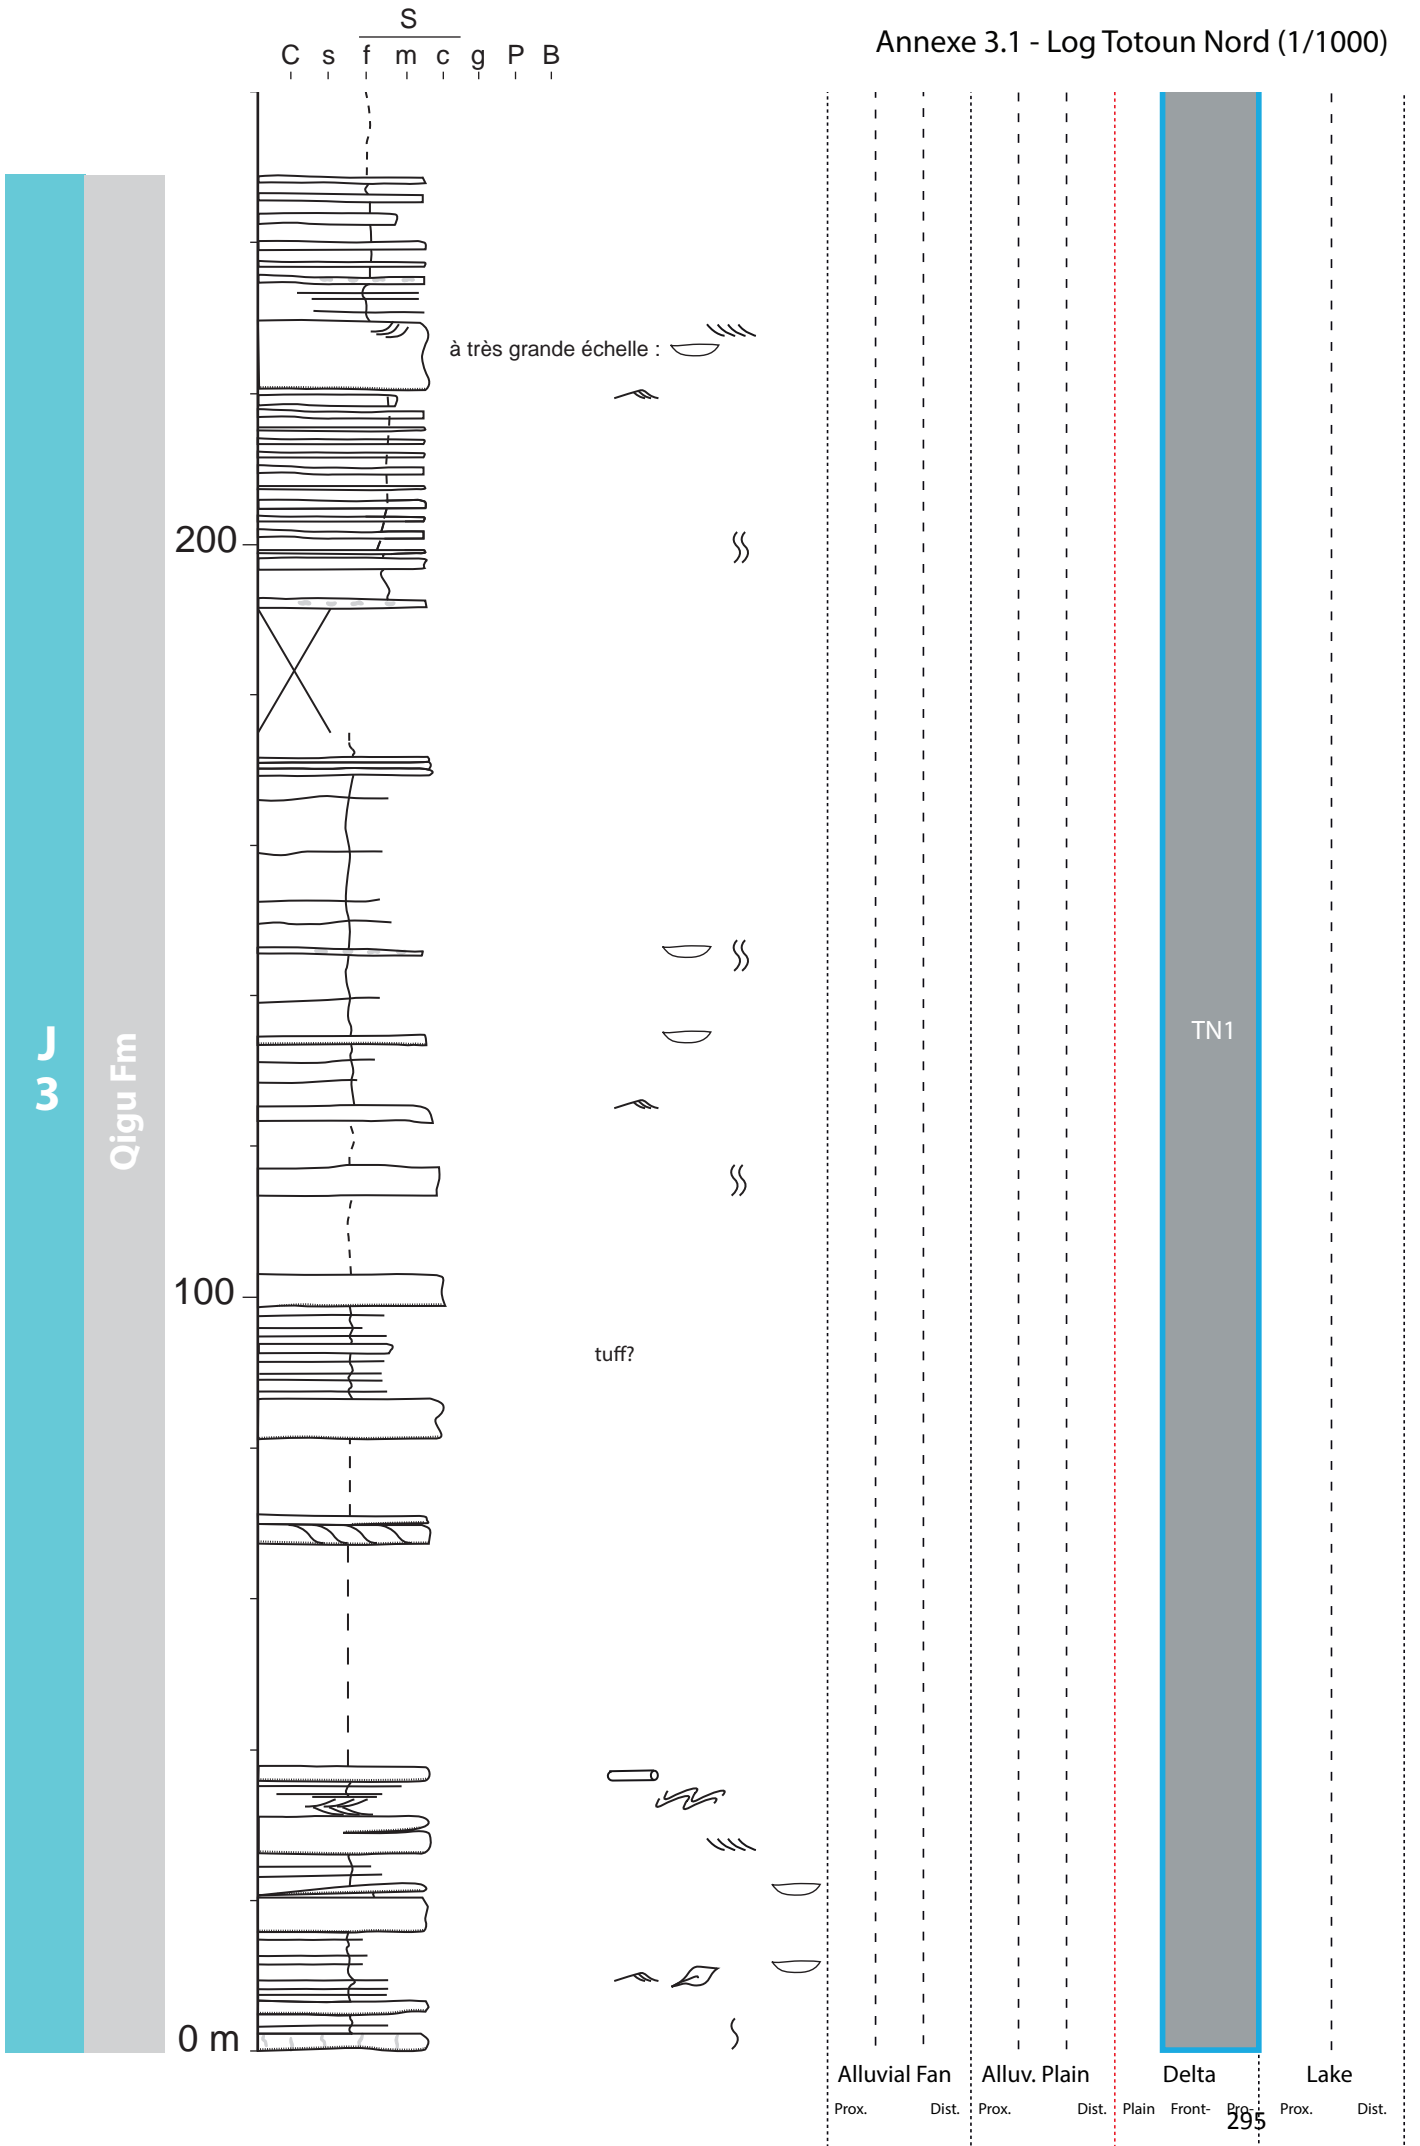 Annexe 3.1 - Log Totoun Nord (1/1000)
S
C s f m c g P B
à très grande échelle :
200
TN1
J
3
Qigu Fm
100
tuff?
0 m
Alluvial Fan Alluv. Plain Delta Lake
Prox. Dist. Prox. Dist. Plain Front- Pro- Prox. Dist.
295